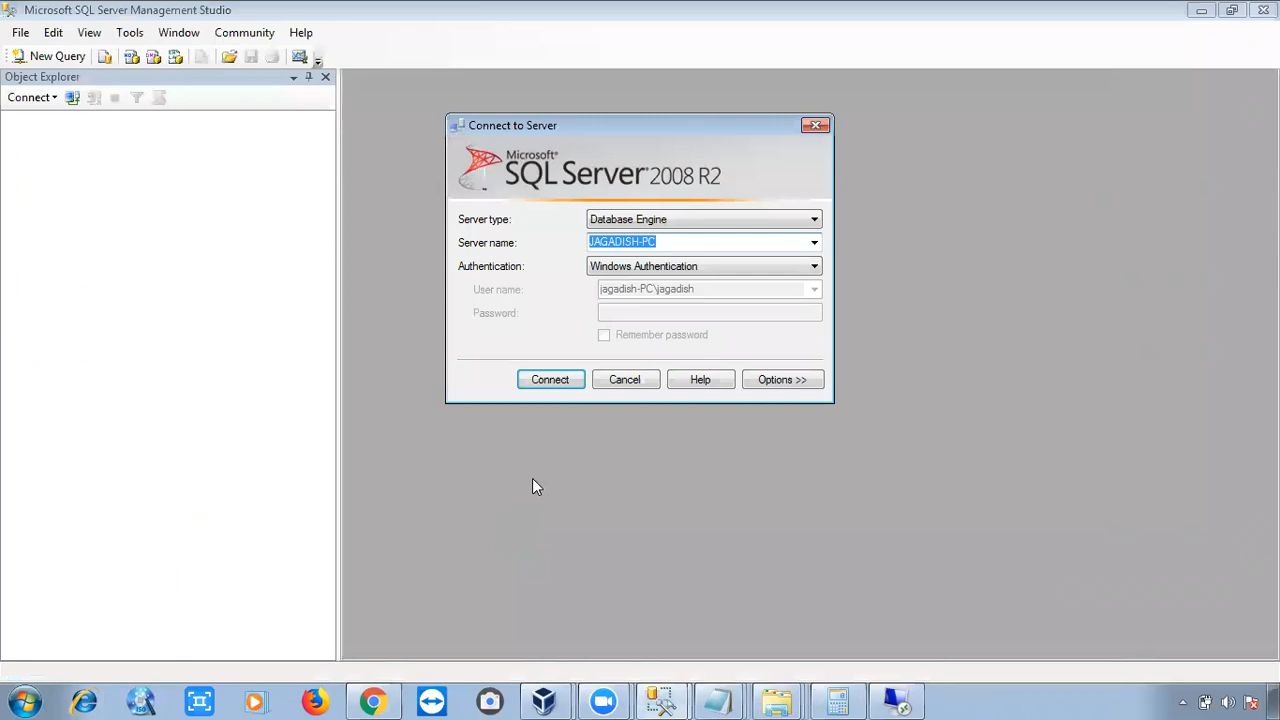 Microsoft SQL Server Management Studio
File Edit View Tools Window Community Help
New Query
Object Explorer
Connect
Connect to Server
Microsoft®
SQL Server® 2008 R2
Server type: Database Engine
Server name: JAGADISH-PC
Authentication: Windows Authentication
User name: jagadish-PC\jagadish
Password:
Remember password
Connect Cancel Help Options >>